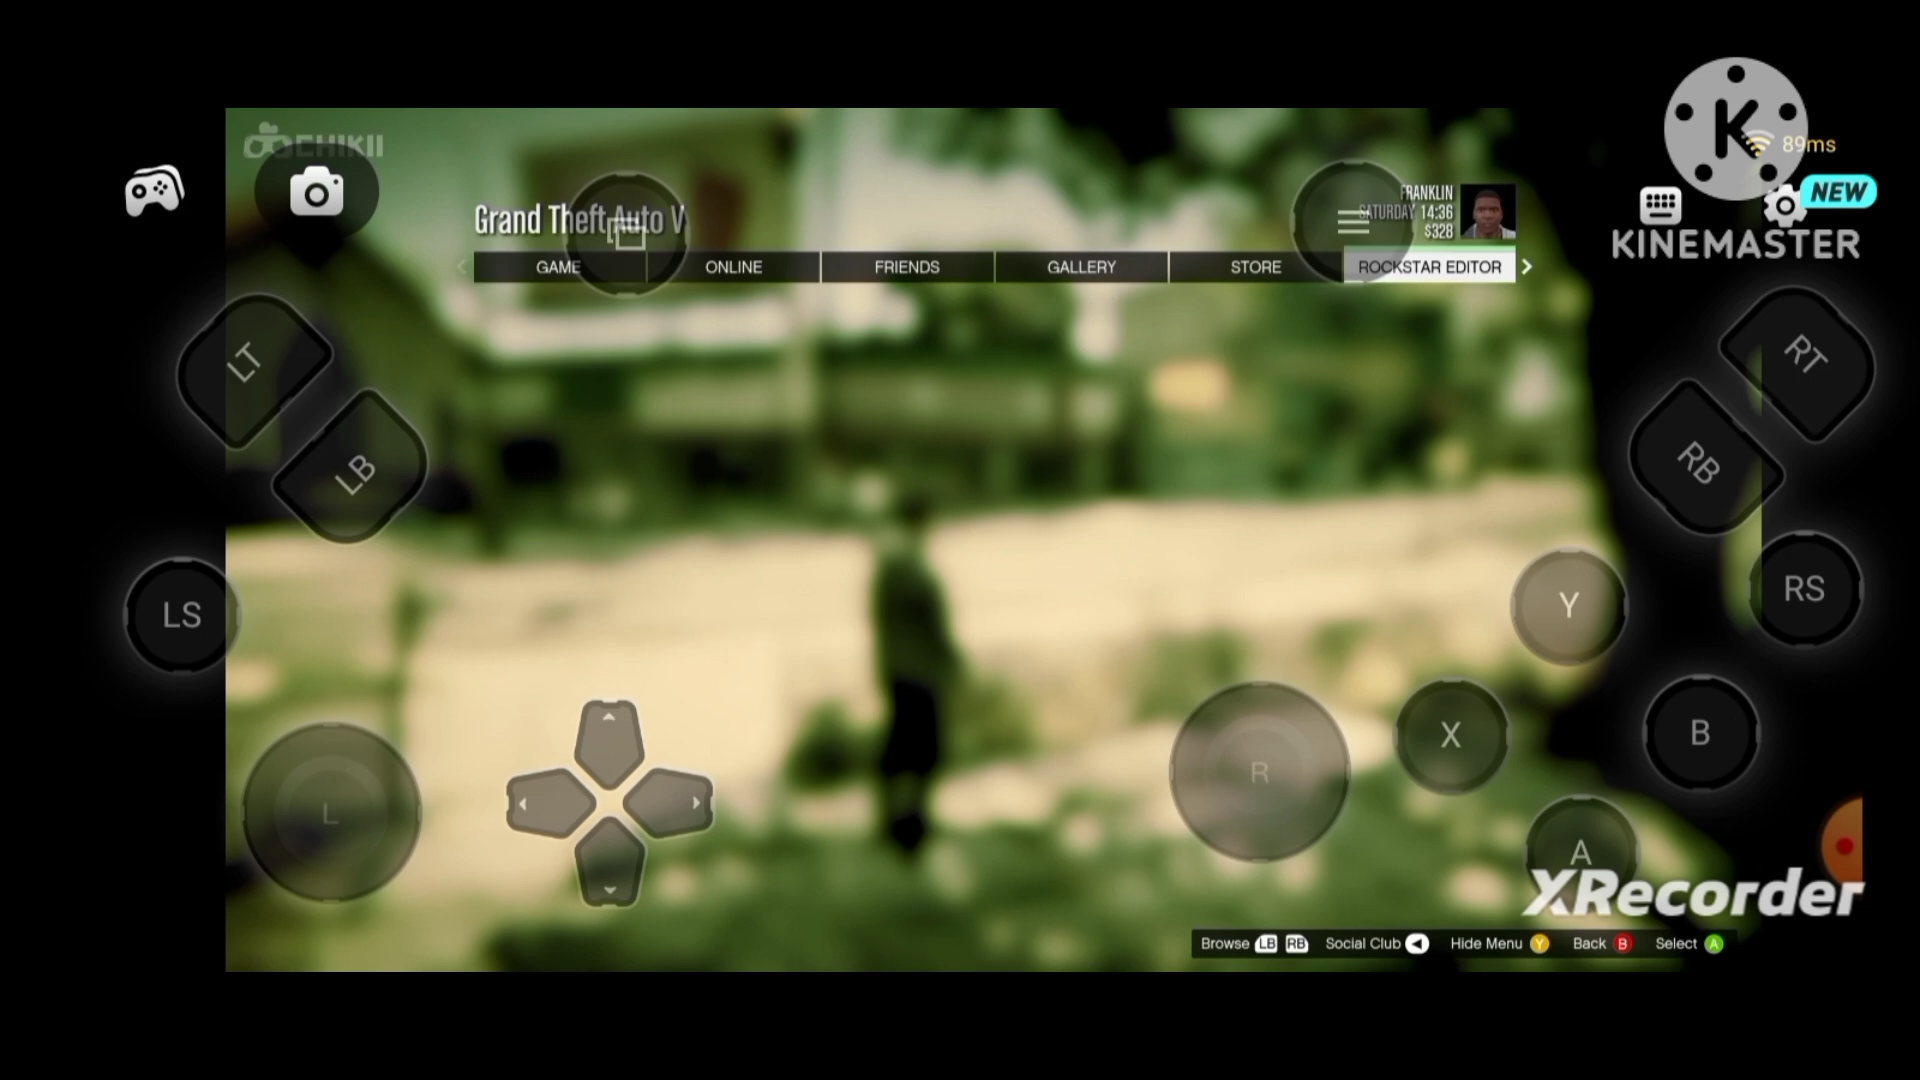 CHIKII
K
89ms
NEW
KINEMASTER
Grand Theft Auto V
FRANKLIN
SATURDAY 14:36
$328
GAME ONLINE FRIENDS GALLERY STORE ROCKSTAR EDITOR
LT
RT
LB
RB
LS
Y
RS
X
B
L
R
A
XRecorder
Browse LB RB Social Club Hide Menu Y Back B Select A